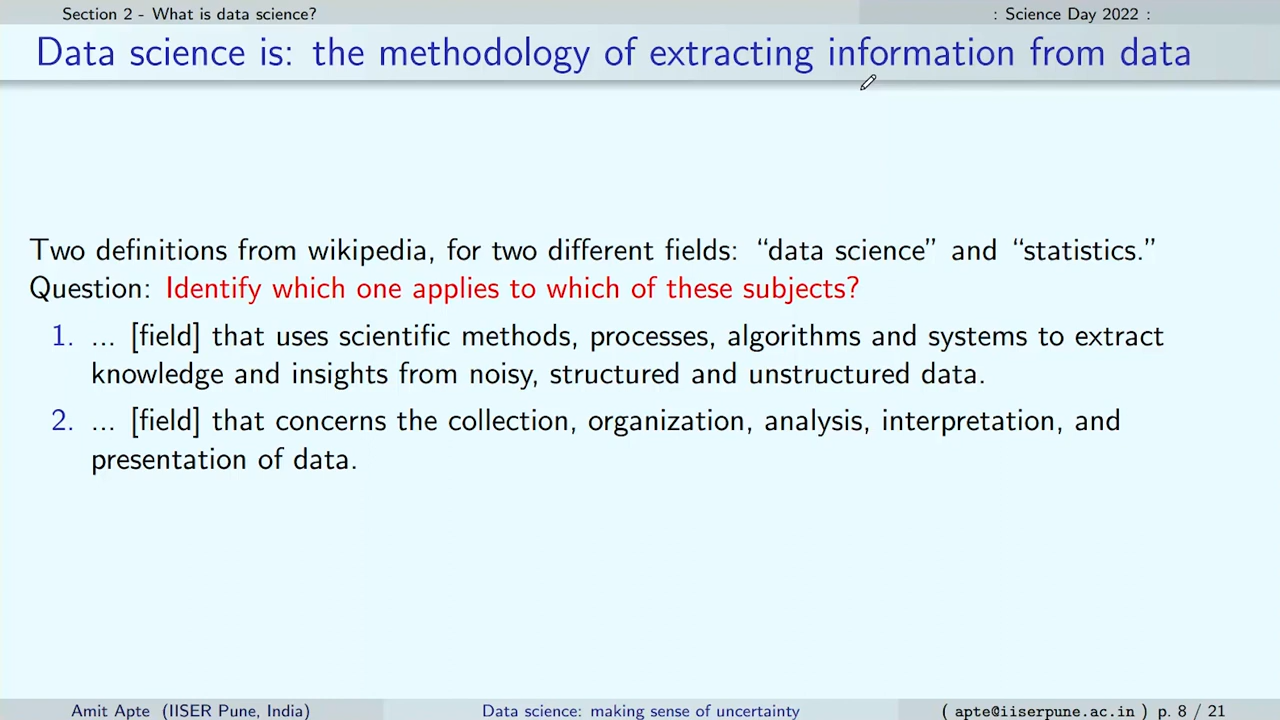 Section 2 - What is data science?
: Science Day 2022 :
Data science is: the methodology of extracting information from data
Two definitions from wikipedia, for two different fields: “data science” and “statistics.”
Question: Identify which one applies to which of these subjects?
1. ... [field] that uses scientific methods, processes, algorithms and systems to extract
knowledge and insights from noisy, structured and unstructured data.
2. ... [field] that concerns the collection, organization, analysis, interpretation, and
presentation of data.
Amit Apte (IISER Pune, India)
Data science: making sense of uncertainty
( apte@iiserpune.ac.in ) p. 8 / 21